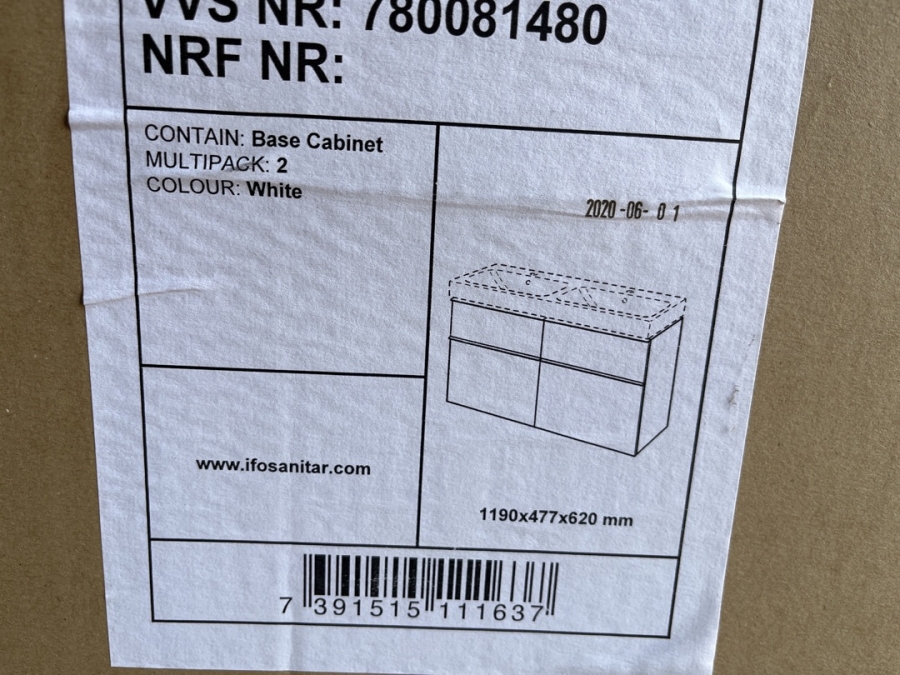 VVS NR: 780081480
NRF NR:
CONTAIN: Base Cabinet
MULTIPACK: 2
COLOUR: White
2020-06-01
www.ifosanitar.com
1190x477x620 mm
7 391515 111637